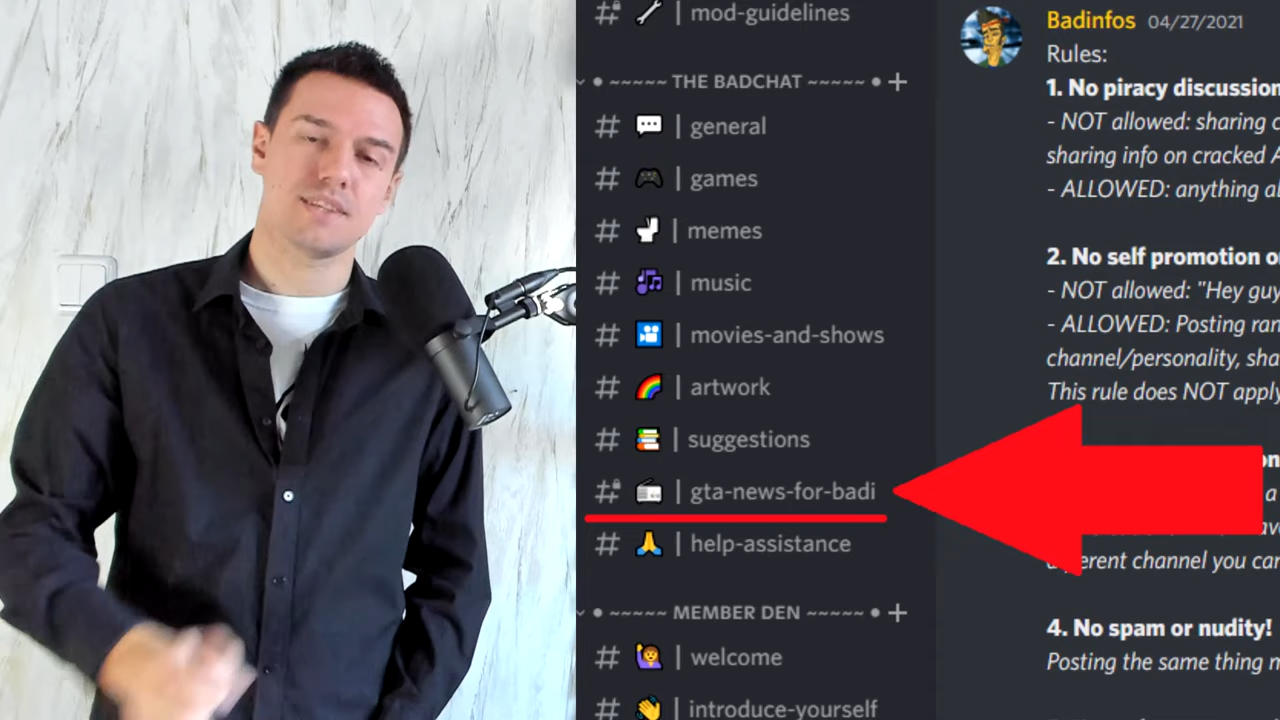 # | mod-guidelines
~~~~~ THE BADCHAT ~~~~~ ● +
# | general
# | games
# | memes
# | music
# | movies-and-shows
# | artwork
# | suggestions
# | gta-news-for-badi
# | help-assistance
~~~~~ MEMBER DEN ~~~~~ ● +
# | welcome
# | introduce-yourself
Badinfos 04/27/2021
Rules:
1. No piracy discussion
- NOT allowed: sharing
sharing info on cracked
- ALLOWED: anything
2. No self promotion
- NOT allowed: "Hey guy
- ALLOWED: Posting
channel/personality,
This rule does NOT apply
channel you can
4. No spam or nudity!
Posting the same thing